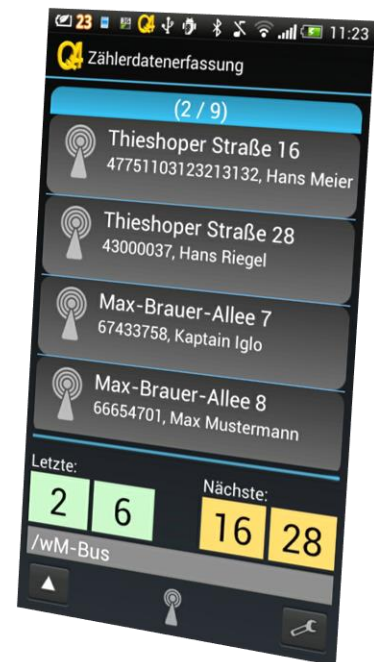 23
Q4
11:23
Q4
Zählerdatenerfassung
(2 / 9)
Thieshoper Straße 16
47751103123213132, Hans Meier
Thieshoper Straße 28
43000037, Hans Riegel
Max-Brauer-Allee 7
67433758, Kaptain Iglo
Max-Brauer-Allee 8
66654701, Max Mustermann
Letzte:
Nächste:
2 6 16 28
/wM-Bus